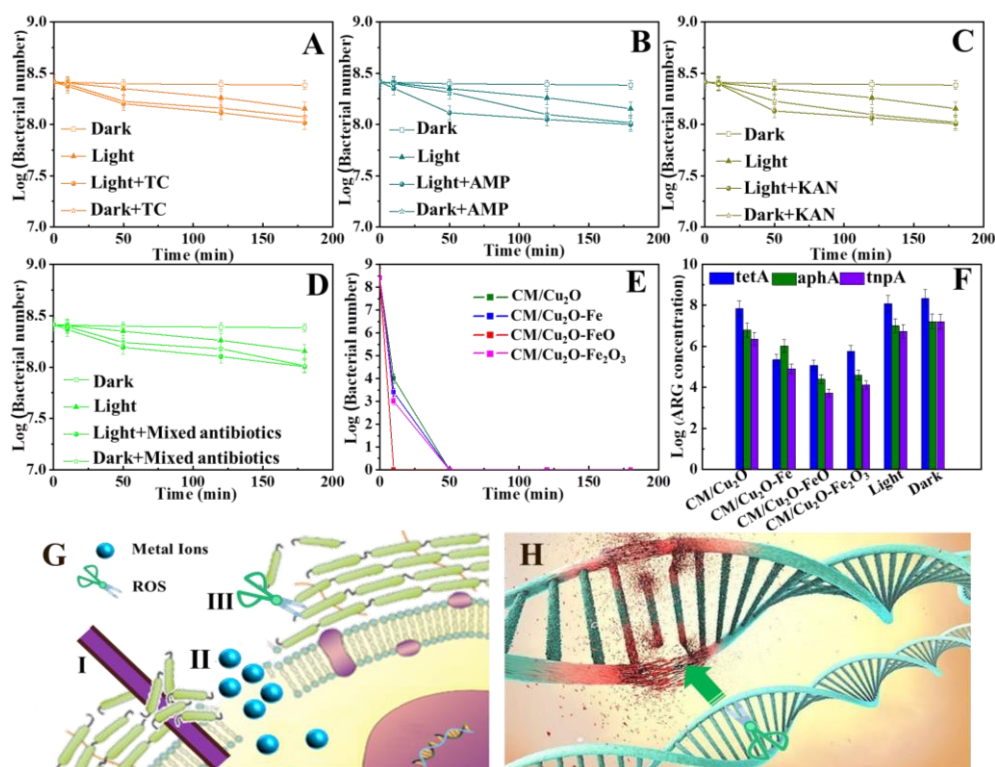 A
9.0
8.5
8.0
7.5
7.0
Log (Bacterial number)
Dark
Light
Light+TC
Dark+TC
0 50 100 150 200
Time (min)
B
9.0
8.5
8.0
7.5
7.0
Log (Bacterial number)
Dark
Light
Light+AMP
Dark+AMP
0 50 100 150 200
Time (min)
C
9.0
8.5
8.0
7.5
7.0
Log (Bacterial number)
Dark
Light
Light+KAN
Dark+KAN
0 50 100 150 200
Time (min)
D
9.0
8.5
8.0
7.5
7.0
Log (Bacterial number)
Dark
Light
Light+Mixed antibiotics
Dark+Mixed antibiotics
0 50 100 150 200
Time (min)
E
9
8
7
6
5
4
3
2
1
0
Log (Bacterial number)
CM/Cu₂O
CM/Cu₂O-Fe
CM/Cu₂O-FeO
CM/Cu₂O-Fe₂O₃
0 50 100 150 200
Time (min)
F
tetA aphA tnpA
10
8
6
4
2
0
Log (ARG concentration)
CM/Cu₂O
CM/Cu₂O-Fe
CM/Cu₂O-FeO
CM/Cu₂O-Fe₂O₃
Light
Dark
G
Metal Ions
ROS
III
I
II
H